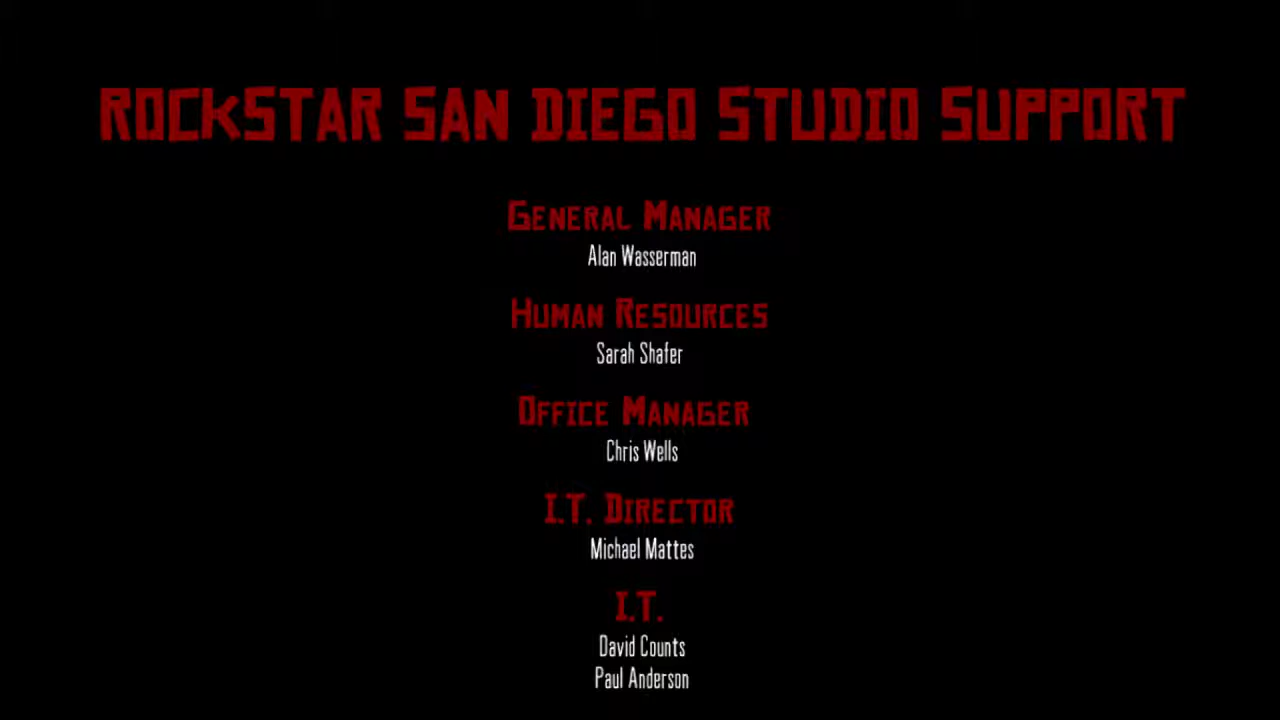 ROCKSTAR SAN DIEGO STUDIO SUPPORT
GENERAL MANAGER
Alan Wasserman
HUMAN RESOURCES
Sarah Shafer
OFFICE MANAGER
Chris Wells
I.T. DIRECTOR
Michael Mattes
I.T.
David Counts
Paul Anderson